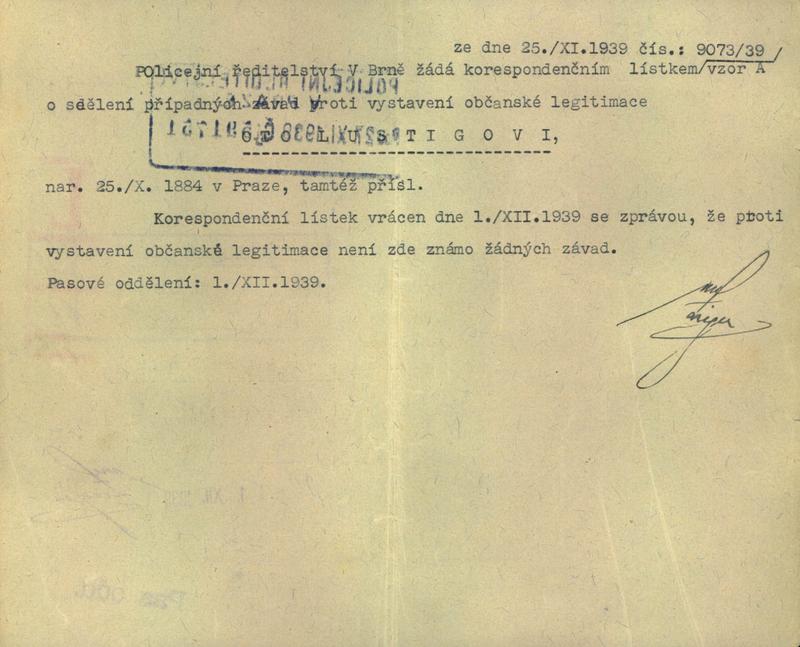 ze dne 25./XI.1939 čís.: 9073/39 /
Policejní ředitelství v Brně žádá korespondenčním lístkem/vzor A
o sdělení případných závad proti vystavení občanské legitimace
L U S T I G O V I,
nar. 25./X. 1884 v Praze, tamtéž přísl.
Korespondenční lístek vrácen dne 1./XII.1939 se zprávou, že proti
vystavení občanské legitimace není zde známo žádných závad.
Pasové oddělení: 1./XII.1939.